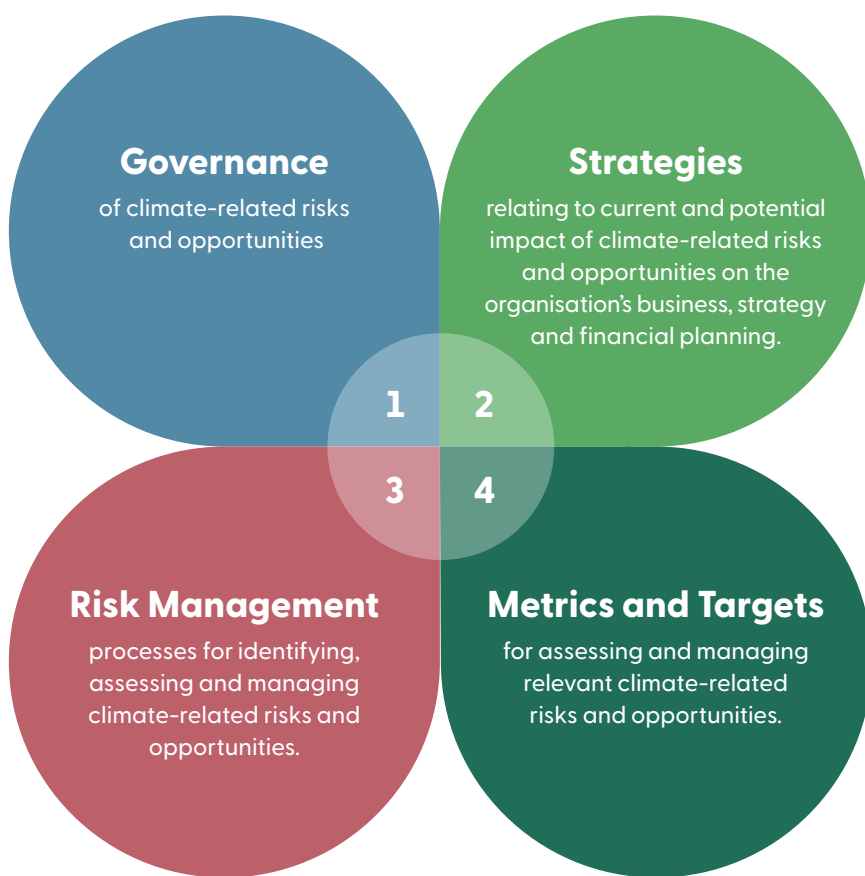 Governance
of climate-related risks
and opportunities
Strategies
relating to current and potential
impact of climate-related risks
and opportunities on the
organisation’s business, strategy
and financial planning.
1
2
3
4
Risk Management
processes for identifying,
assessing and managing
climate-related risks and
opportunities.
Metrics and Targets
for assessing and managing
relevant climate-related
risks and opportunities.